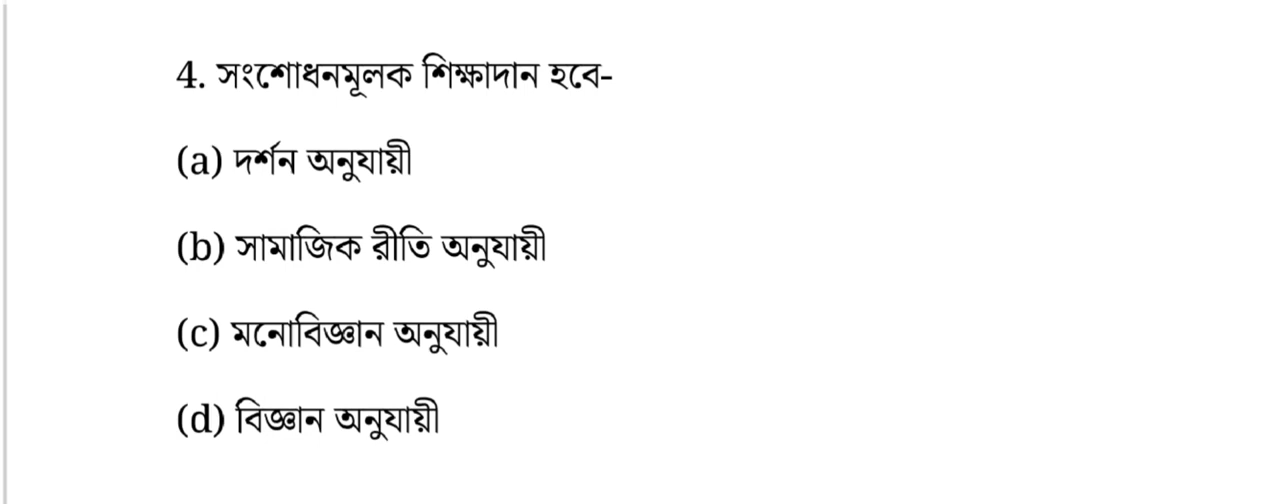 4. সংশোধনমূলক শিক্ষাদান হবে-
(a) দর্শন অনুযায়ী
(b) সামাজিক রীতি অনুযায়ী
(c) মনোবিজ্ঞান অনুযায়ী
(d) বিজ্ঞান অনুযায়ী